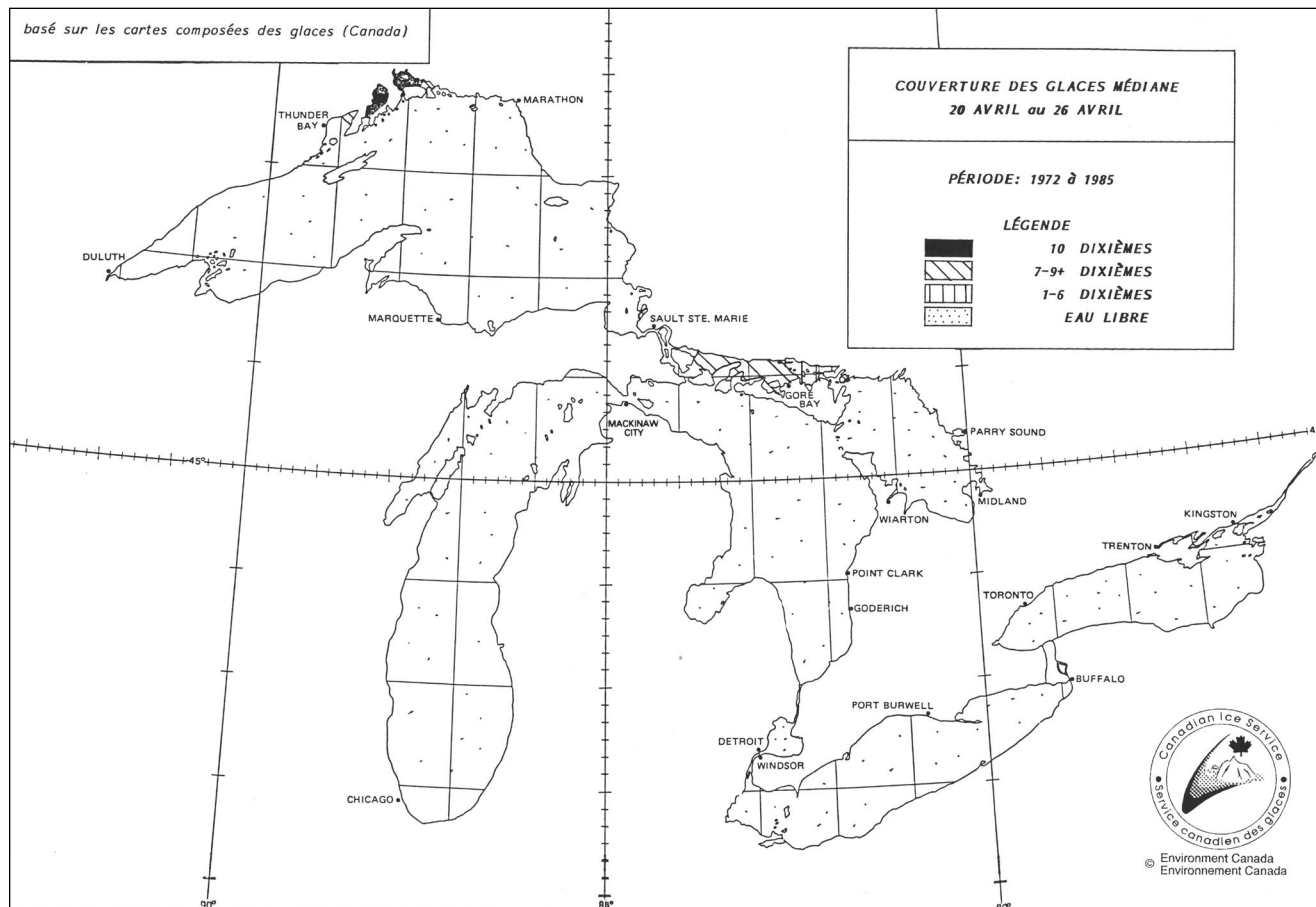 basé sur les cartes composées des glaces (Canada)
COUVERTURE DES GLACES MÉDIANE
20 AVRIL au 26 AVRIL
PÉRIODE: 1972 à 1985
LÉGENDE
10 DIXIÈMES
7-9+ DIXIÈMES
1-6 DIXIÈMES
EAU LIBRE
MARATHON
THUNDER
BAY
DULUTH
MARQUETTE
SAULT STE. MARIE
GORE
BAY
MACKINAW
CITY
PARRY SOUND
45°
MIDLAND
WIARTON
KINGSTON
TRENTON
POINT CLARK
TORONTO
GODERICH
BUFFALO
PORT BURWELL
DETROIT
WINDSOR
CHICAGO
Canadian Ice Service
Service canadien des glaces
© Environment Canada
Environnement Canada
90°